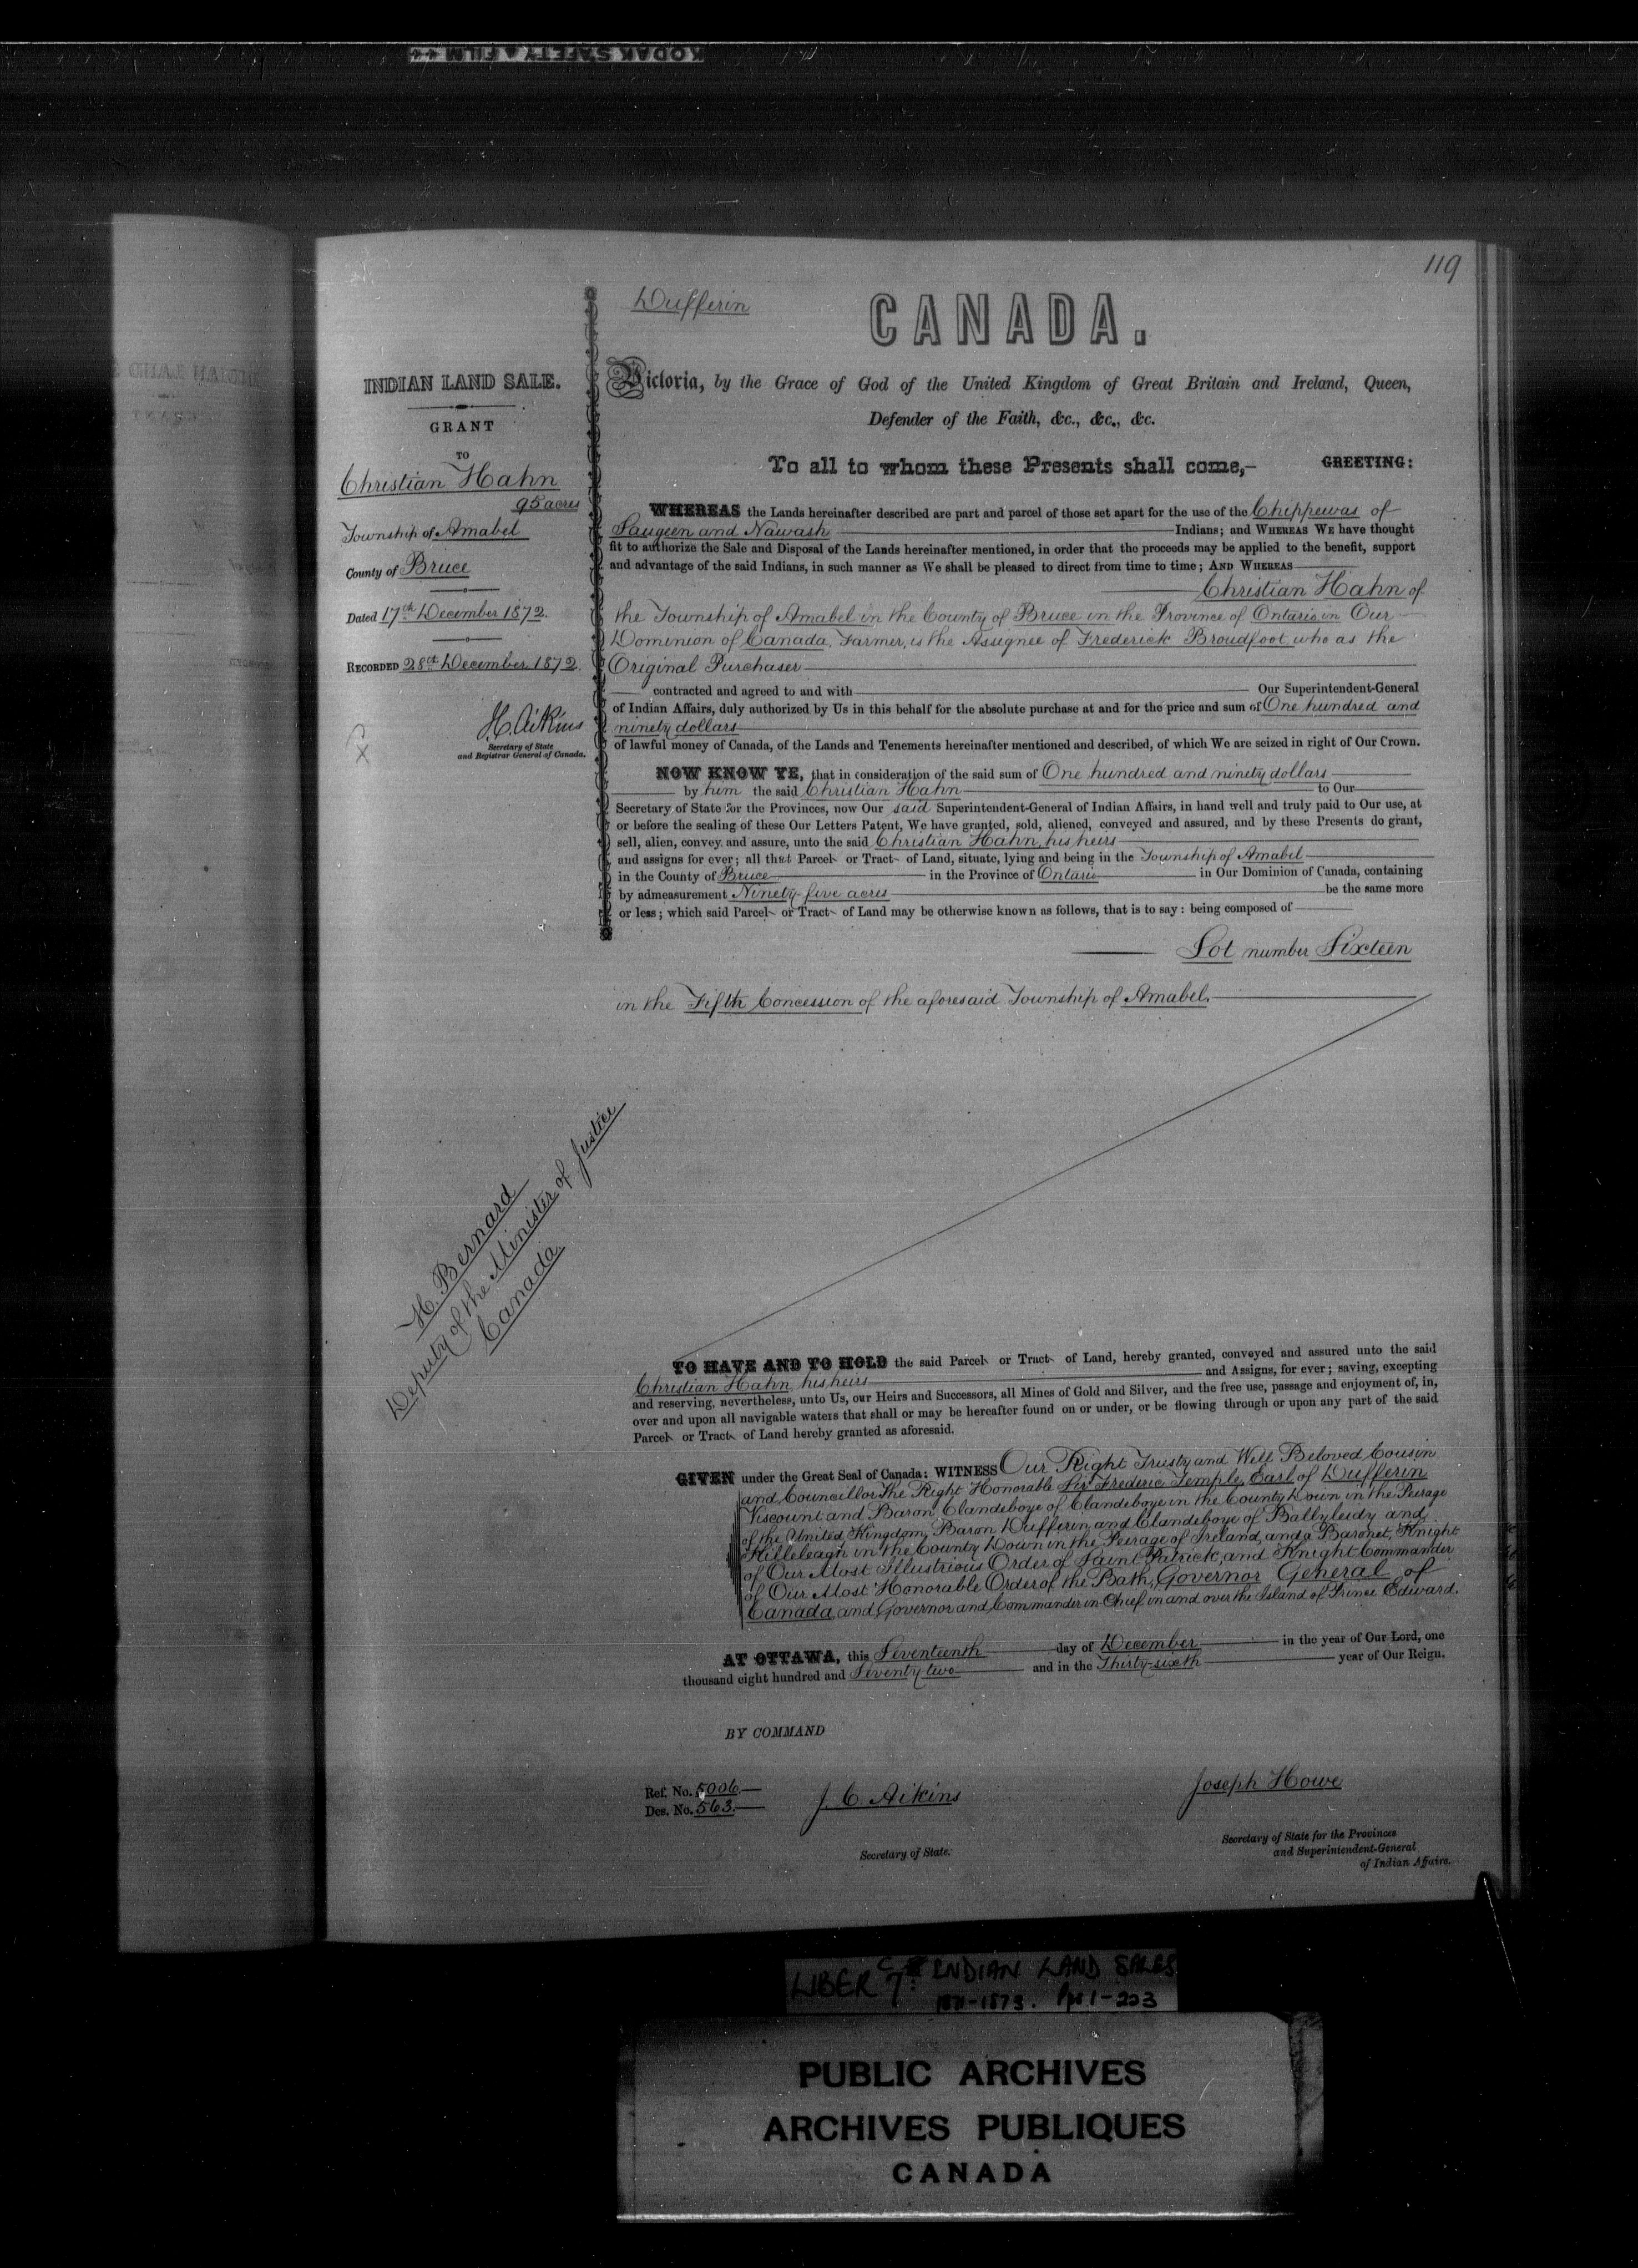 KODAK SAFETY FILM
119
Dufferin
CANADA.
INDIAN LAND SALE.
GRANT
TO
Christian Hahn
95 acres
Township of Amabel
County of Bruce
Dated 17th December 1872.
RECORDED 28th December 1872.
Secretary of State
and Registrar General of Canada.
Victoria, by the Grace of God of the United Kingdom of Great Britain and Ireland, Queen,
Defender of the Faith, &c., &c., &c.
To all to whom these Presents shall come,— GREETING:
WHEREAS the Lands hereinafter described are part and parcel of those set apart for the use of the Chippewas of
Saugeen and Nawash Indians; and WHEREAS WE have thought
fit to authorize the Sale and Disposal of the Lands hereinafter mentioned, in order that the proceeds may be applied to the benefit, support
and advantage of the said Indians, in such manner as We shall be pleased to direct from time to time; AND WHEREAS
Christian Hahn of
the Township of Amabel in the County of Bruce in the Province of Ontario in Our
Dominion of Canada, Farmer, is the Assignee of Frederick Broudfoot who as the
Original Purchaser
contracted and agreed to and with Our Superintendent-General
of Indian Affairs, duly authorized by Us in this behalf for the absolute purchase at and for the price and sum of One hundred and
ninety dollars
of lawful money of Canada, of the Lands and Tenements hereinafter mentioned and described, of which We are seized in right of Our Crown.
NOW KNOW YE, that in consideration of the said sum of One hundred and ninety dollars
by him the said Christian Hahn to Our
Secretary of State for the Provinces, now Our said Superintendent-General of Indian Affairs, in hand well and truly paid to Our use, at
or before the sealing of these Our Letters Patent, We have granted, sold, aliened, conveyed and assured, and by these Presents do grant,
sell, alien, convey and assure, unto the said Christian Hahn, his heirs
and assigns for ever; all that Parcel or Tract of Land, situate, lying and being in the Township of Amabel
in the County of Bruce in the Province of Ontario in Our Dominion of Canada, containing
by admeasurement Ninety-five acres be the same more
or less; which said Parcel or Tract of Land may be otherwise known as follows, that is to say: being composed of
Lot number Sixteen
in the Fifth Concession of the aforesaid Township of Amabel.
H. Bernard
Deputy of the Minister of Justice
Canada
TO HAVE AND TO HOLD the said Parcel or Tract of Land, hereby granted, conveyed and assured unto the said
Christian Hahn, his heirs and Assigns, for ever; saving, excepting
and reserving, nevertheless, unto Us, our Heirs and Successors, all Mines of Gold and Silver, and the free use, passage and enjoyment of, in,
over and upon all navigable waters that shall or may be hereafter found on or under, or be flowing through or upon any part of the said
Parcel or Tract of Land hereby granted as aforesaid.
GIVEN under the Great Seal of Canada: WITNESS Our Right Trusty and Well Beloved Cousin
and Councillor The Right Honorable Sir Frederic Temple, Earl of Dufferin
Viscount and Baron Clandeboye of Clandeboye in the County Down in the Peerage
of the United Kingdom, Baron Dufferin and Clandeboye of Ballyleidy and
Killeleagh in the County Down in the Peerage of Ireland, and a Baronet, Knight
of Our Most Illustrious Order of Saint Patrick, and Knight Commander
of Our Most Honorable Order of the Bath, Governor General of
Canada, and Governor and Commander in Chief in and over the Island of Prince Edward.
AT OTTAWA, this Seventeenth day of December in the year of Our Lord, one
thousand eight hundred and Seventy-two and in the Thirty-sixth year of Our Reign.
BY COMMAND
Ref. No. 5006
Des. No. 563
J. C. Aikins
Secretary of State.
Joseph Howe
Secretary of State for the Provinces
and Superintendent-General
of Indian Affairs.
LIBER C7: INDIAN LAND SALES
1871-1873. Pgs. 1-223
PUBLIC ARCHIVES
ARCHIVES PUBLIQUES
CANADA